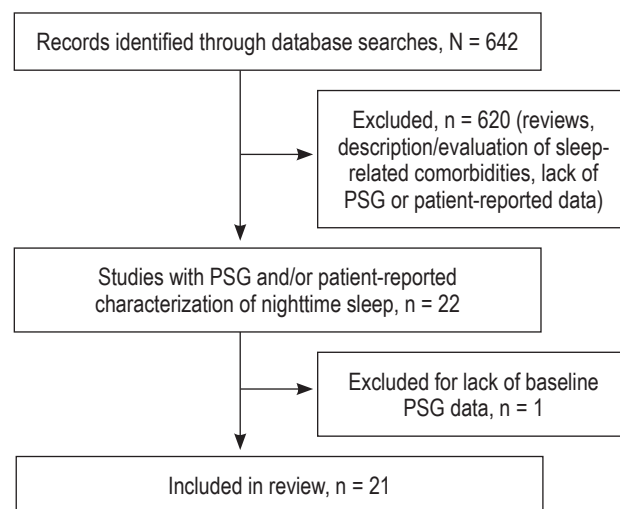 Records identified through database searches, N = 642
Excluded, n = 620 (reviews,
description/evaluation of sleep-
related comorbidities, lack of
PSG or patient-reported data)
Studies with PSG and/or patient-reported
characterization of nighttime sleep, n = 22
Excluded for lack of baseline
PSG data, n = 1
Included in review, n = 21